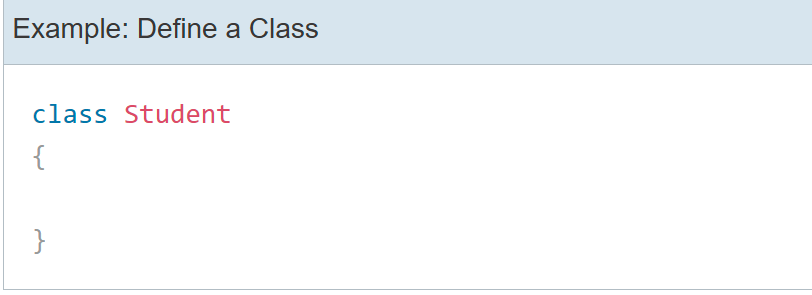 Example: Define a Class
class Student
{
}